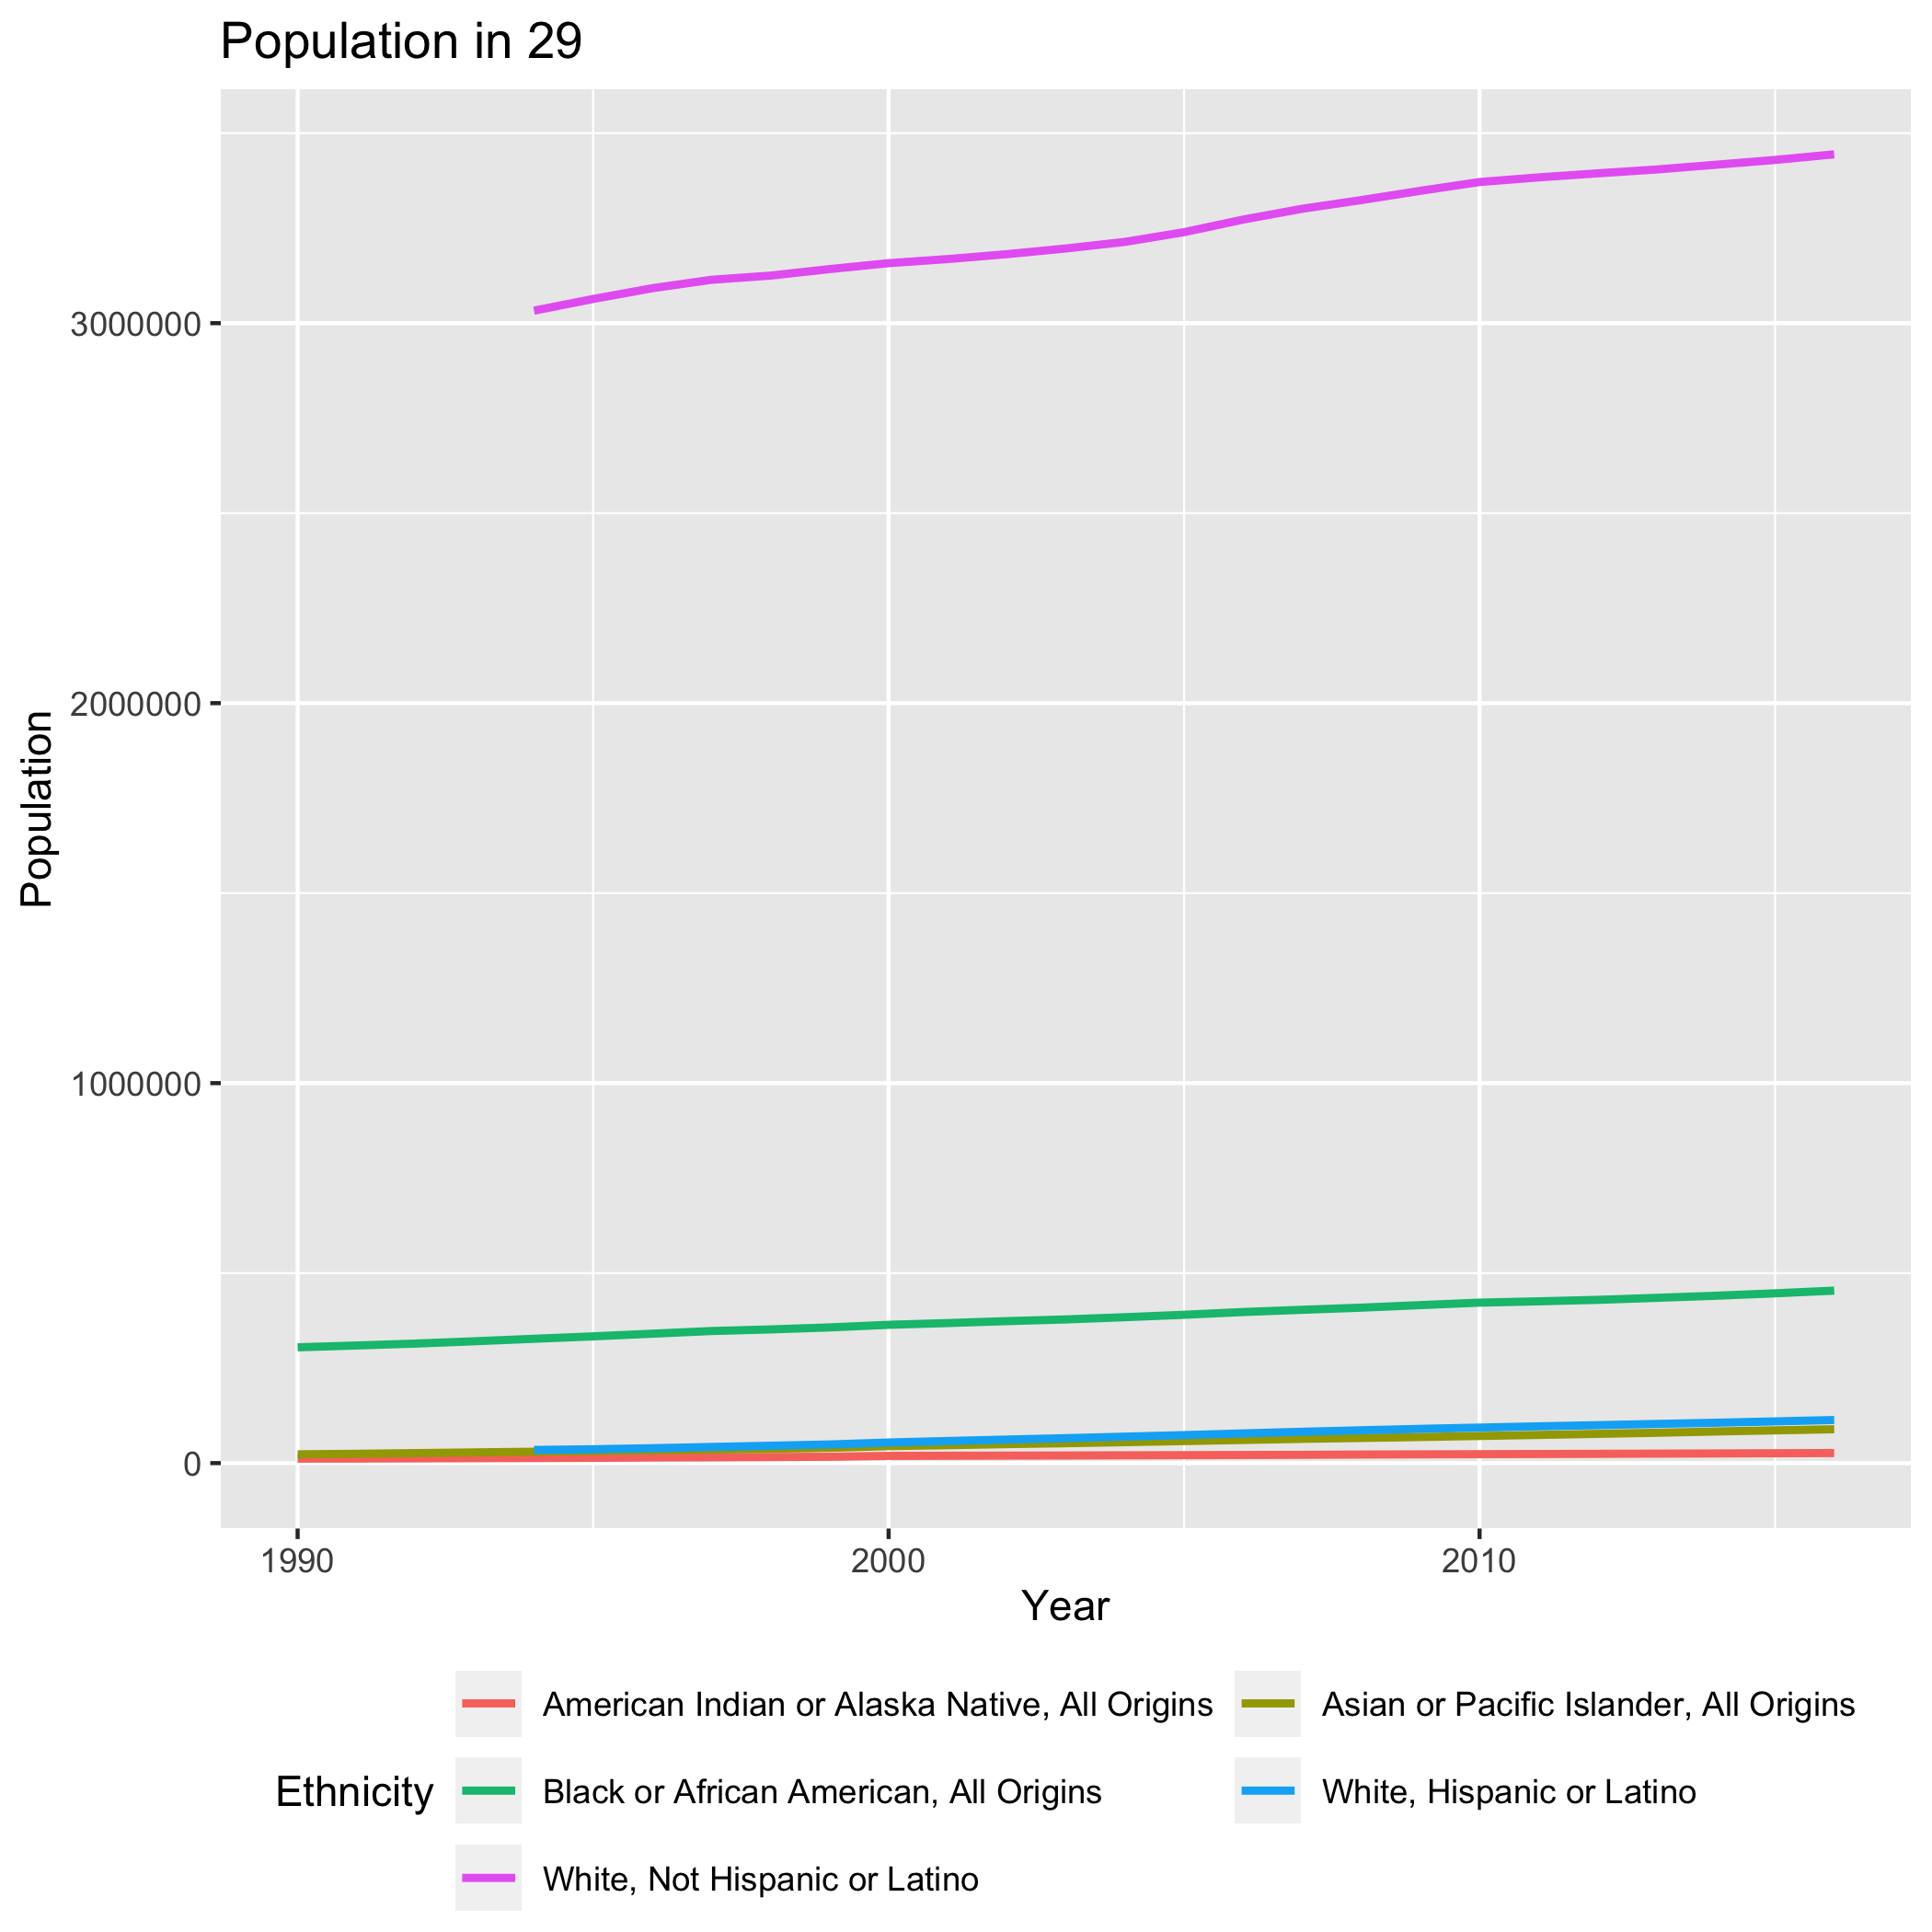 Population in 29
Population
3000000
2000000
1000000
0
1990 2000 2010
Year
Ethnicity
American Indian or Alaska Native, All Origins
Asian or Pacific Islander, All Origins
Black or African American, All Origins
White, Hispanic or Latino
White, Not Hispanic or Latino